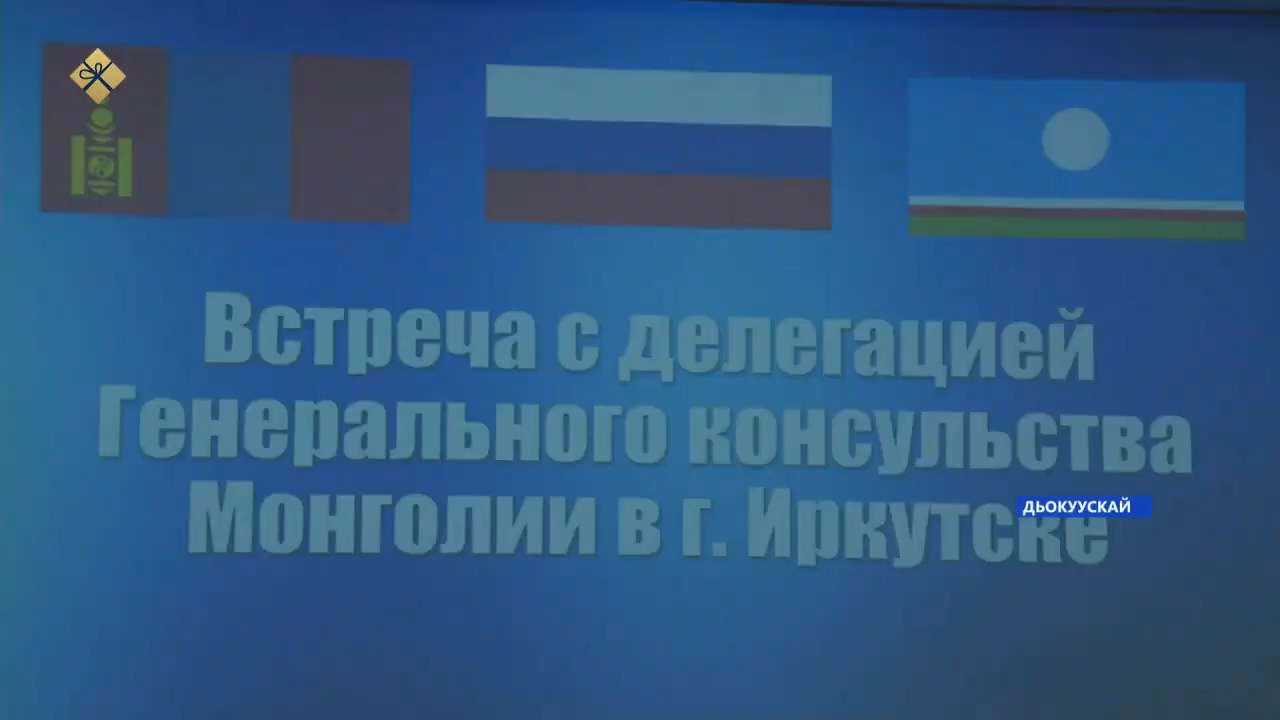 Встреча с делегацией
Генерального консульства
Монголии в г. Иркутске
ДЬОКУУСКАЙ